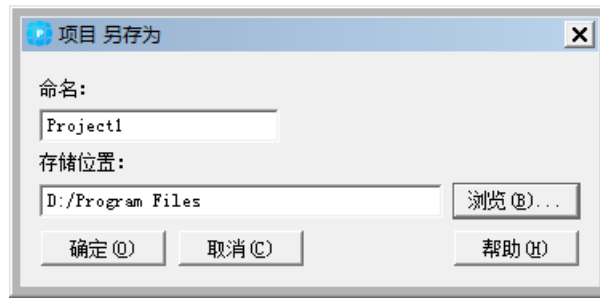 项目 另存为
命名:
Project1
存储位置:
D:/Program Files
浏览(B)...
确定(O) 取消(C) 帮助(H)